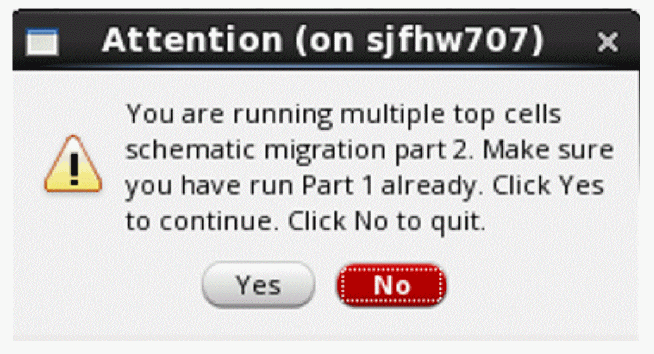 Attention (on sjfhw707)
You are running multiple top cells
schematic migration part 2. Make sure
you have run Part 1 already. Click Yes
to continue. Click No to quit.
Yes No